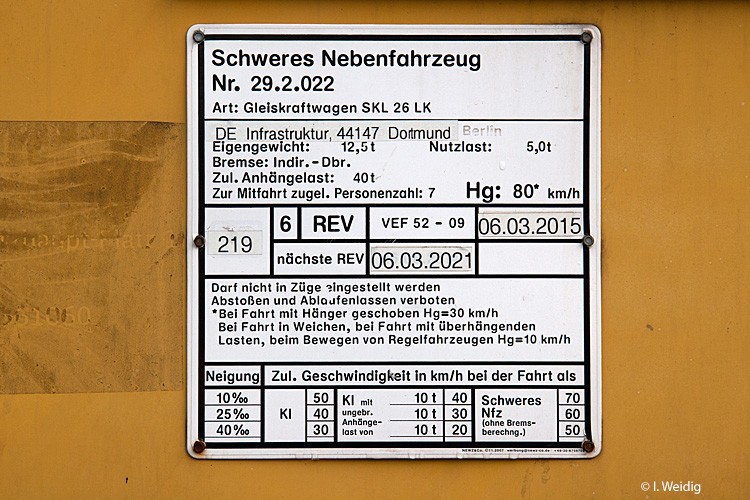 Schweres Nebenfahrzeug
Nr. 29.2.022
Art: Gleiskraftwagen SKL 26 LK
DE Infrastruktur, 44147 Dortmund Berlin
Eigengewicht: 12,5t Nutzlast: 5,0t
Bremse: Indir.-Dbr.
Zul. Anhängelast: 40t
Zur Mitfahrt zugel. Personenzahl: 7 Hg: 80* km/h
219 6 REV VEF 52 - 09 06.03.2015
nächste REV 06.03.2021
Darf nicht in Züge eingestellt werden
Abstoßen und Ablaufenlassen verboten
*Bei Fahrt mit Hänger geschoben Hg=30 km/h
Bei Fahrt in Weichen, bei Fahrt mit überhängenden
Lasten, beim Bewegen von Regelfahrzeugen Hg=10 km/h
Neigung Zul. Geschwindigkeit in km/h bei der Fahrt als
10‰ Kl 50 Kl mit 10 t 40 Schweres 70
25‰ 40 ungebr. 10 t 30 Nfz 60
Anhänge- (ohne Brems-
40‰ 30 last von 10 t 20 berechng.) 50
© I. Weidig